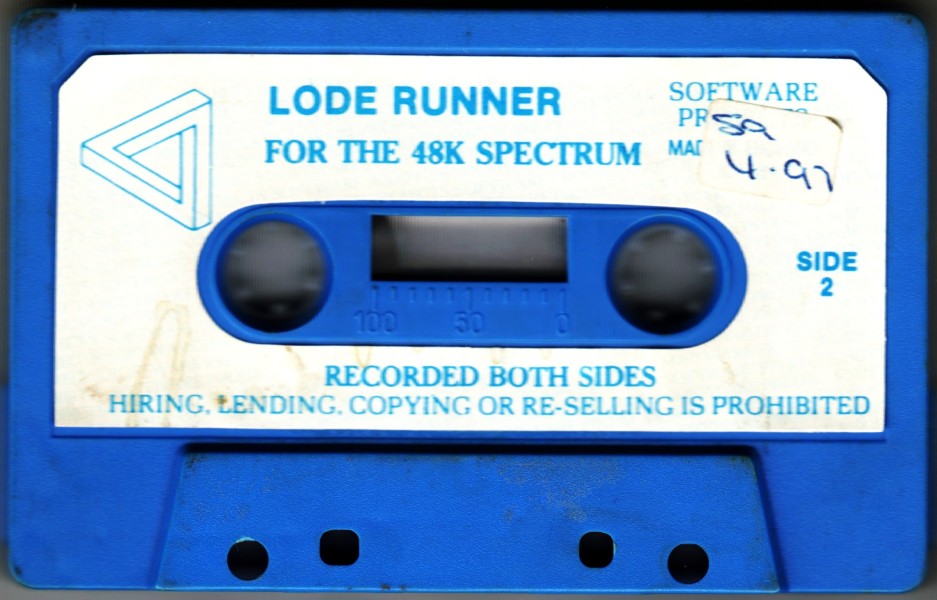 LODE RUNNER
FOR THE 48K SPECTRUM
SOFTWARE
MAD
4.97
SIDE
2
100 50 0
RECORDED BOTH SIDES
HIRING, LENDING, COPYING OR RE-SELLING IS PROHIBITED